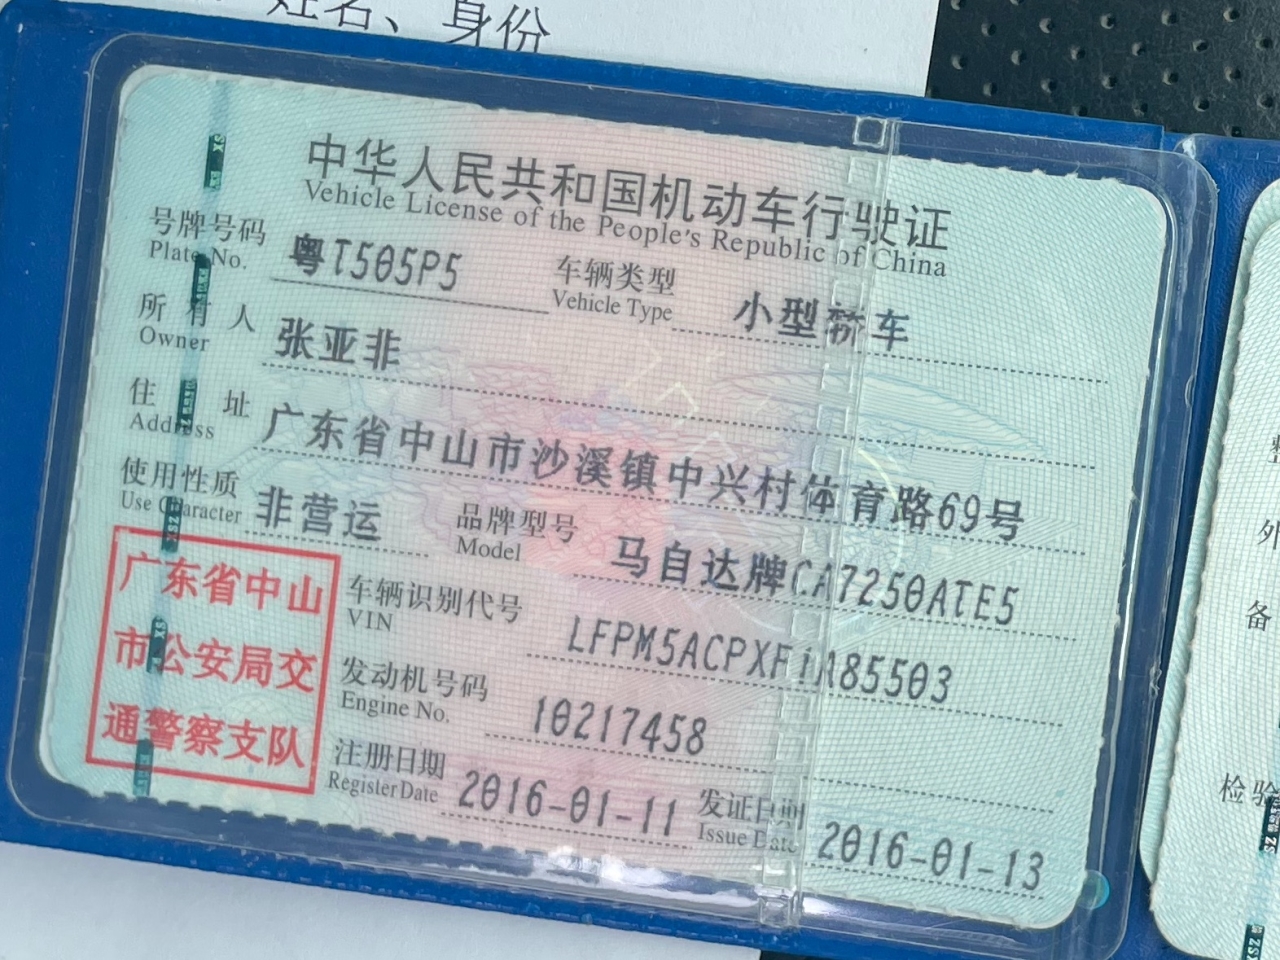 姓名、身份
中华人民共和国机动车行驶证
Vehicle License of the People's Republic of China
号牌号码 粤T505P5 车辆类型 小型轿车
Plate No. Vehicle Type
所有人 张亚非
Owner
住址 广东省中山市沙溪镇中兴村体育路69号
Address
使用性质 非营运 品牌型号 马自达牌CA7250ATE5
Use Character Model
广东省中山
市公安局交
通警察支队
车辆识别代号 LFPM5ACPXF1A85503
VIN
发动机号码 10217458
Engine No.
注册日期 2016-01-11 发证日期 2016-01-13
Register Date Issue Date
外
备
检验